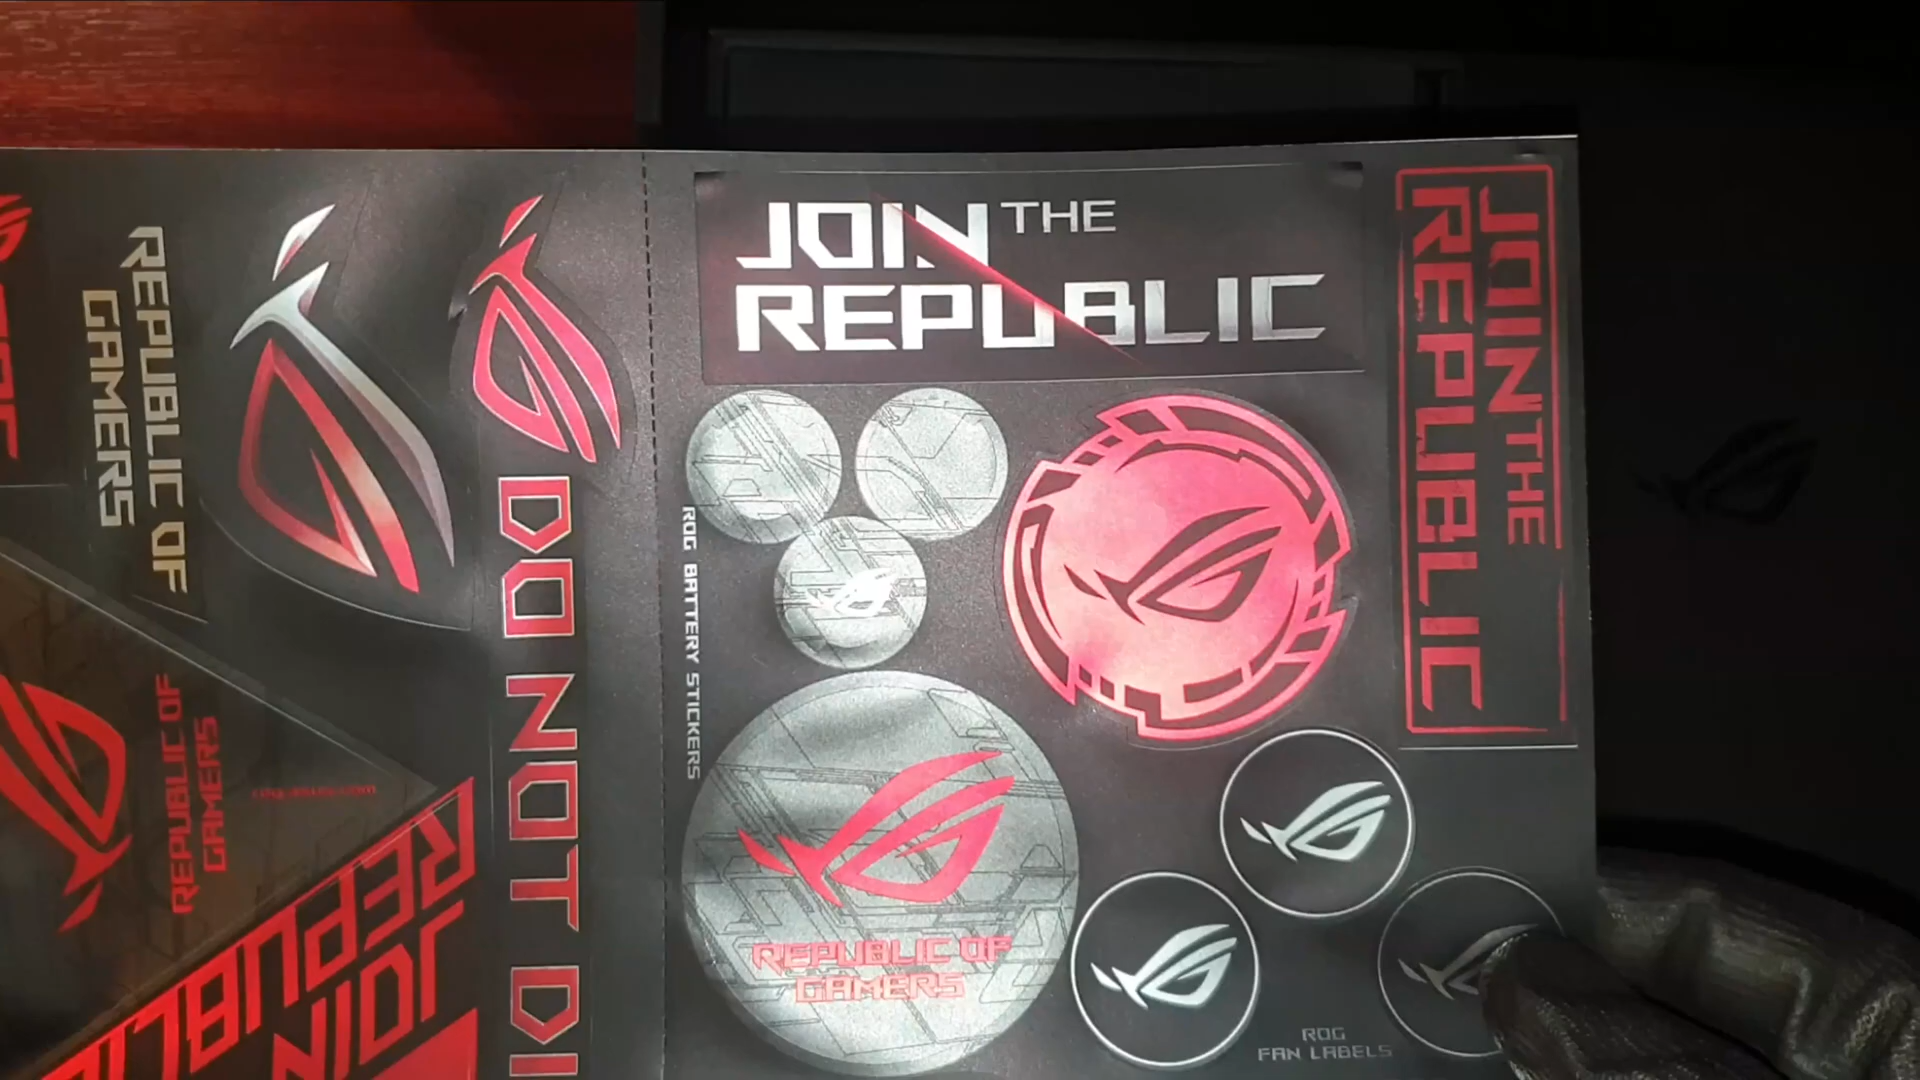 REPUBLIC OF
GAMERS
REPUBLIC OF
GAMERS
JOIN
REPUBL
DO NOT DI
JOIN THE
REPUBLIC
JOIN THE
REPUBLIC
ROG BATTERY STICKERS
REPUBLIC OF
GAMERS
ROG
FAN LABELS